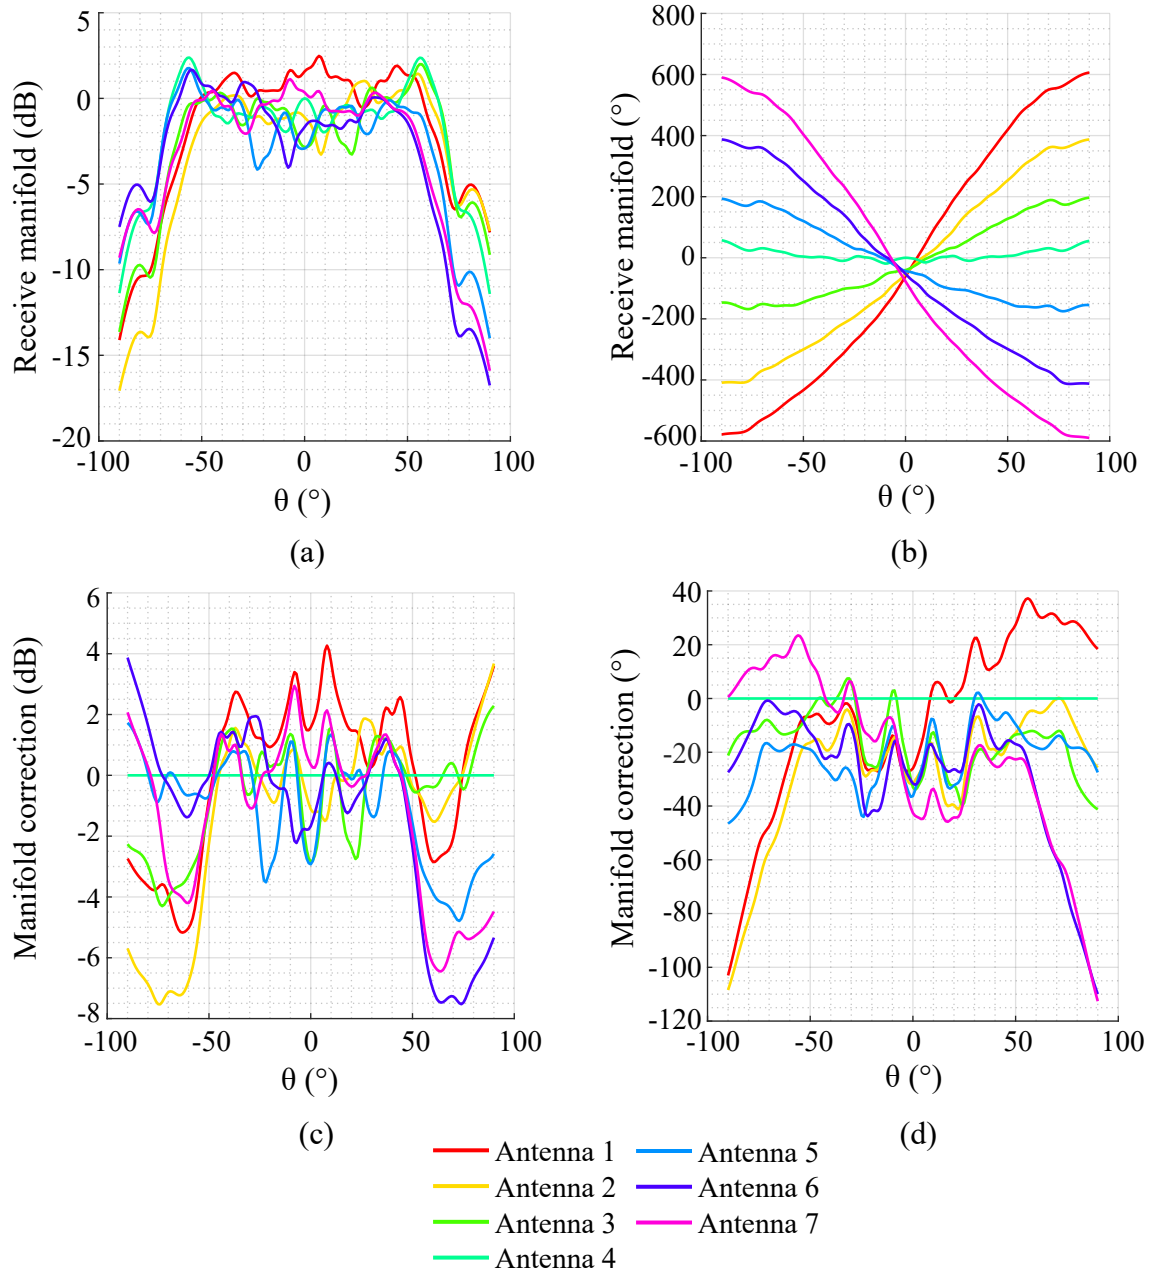 5
0
-5
-10
-15
-20
-100 -50 0 50 100
Receive manifold (dB)
θ (°)
(a)
800
600
400
200
0
-200
-400
-600
-100 -50 0 50 100
Receive manifold (°)
θ (°)
(b)
6
4
2
0
-2
-4
-6
-8
-100 -50 0 50 100
Manifold correction (dB)
θ (°)
(c)
40
20
0
-20
-40
-60
-80
-100
-120
-100 -50 0 50 100
Manifold correction (°)
θ (°)
(d)
Antenna 1
Antenna 2
Antenna 3
Antenna 4
Antenna 5
Antenna 6
Antenna 7